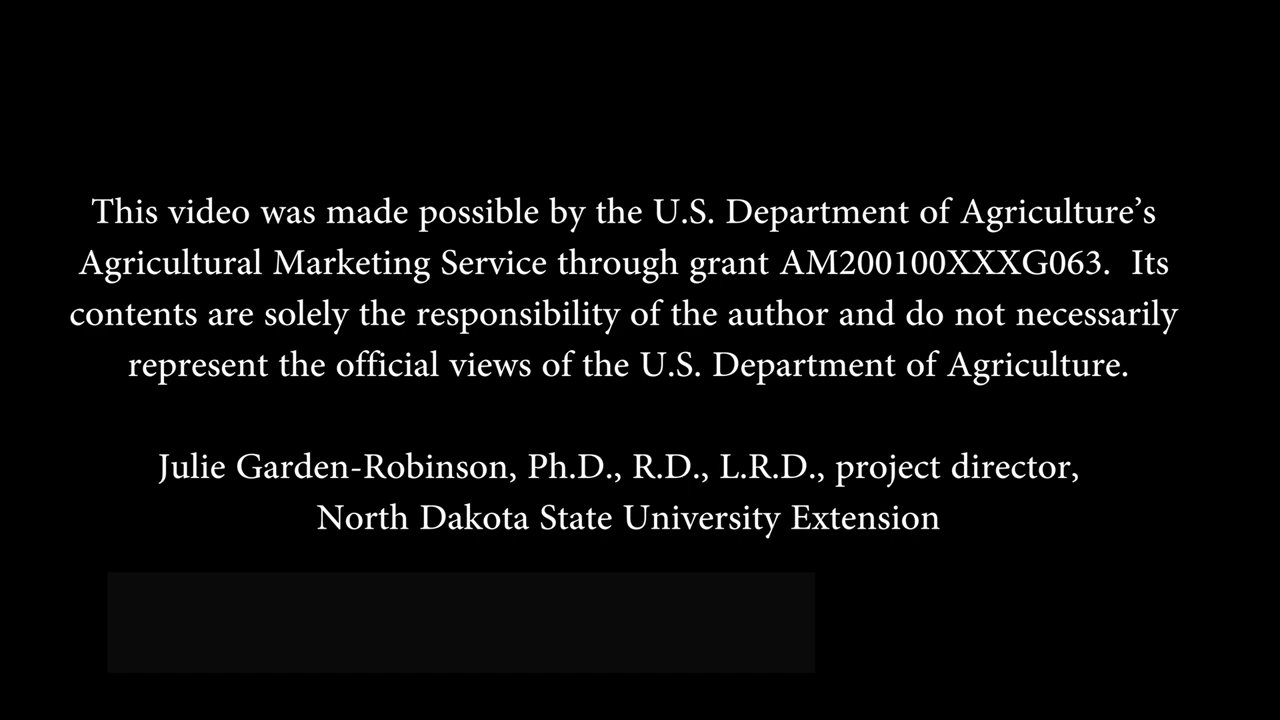 This video was made possible by the U.S. Department of Agriculture’s
Agricultural Marketing Service through grant AM200100XXXG063.  Its
contents are solely the responsibility of the author and do not necessarily
represent the official views of the U.S. Department of Agriculture.
Julie Garden-Robinson, Ph.D., R.D., L.R.D., project director,
North Dakota State University Extension